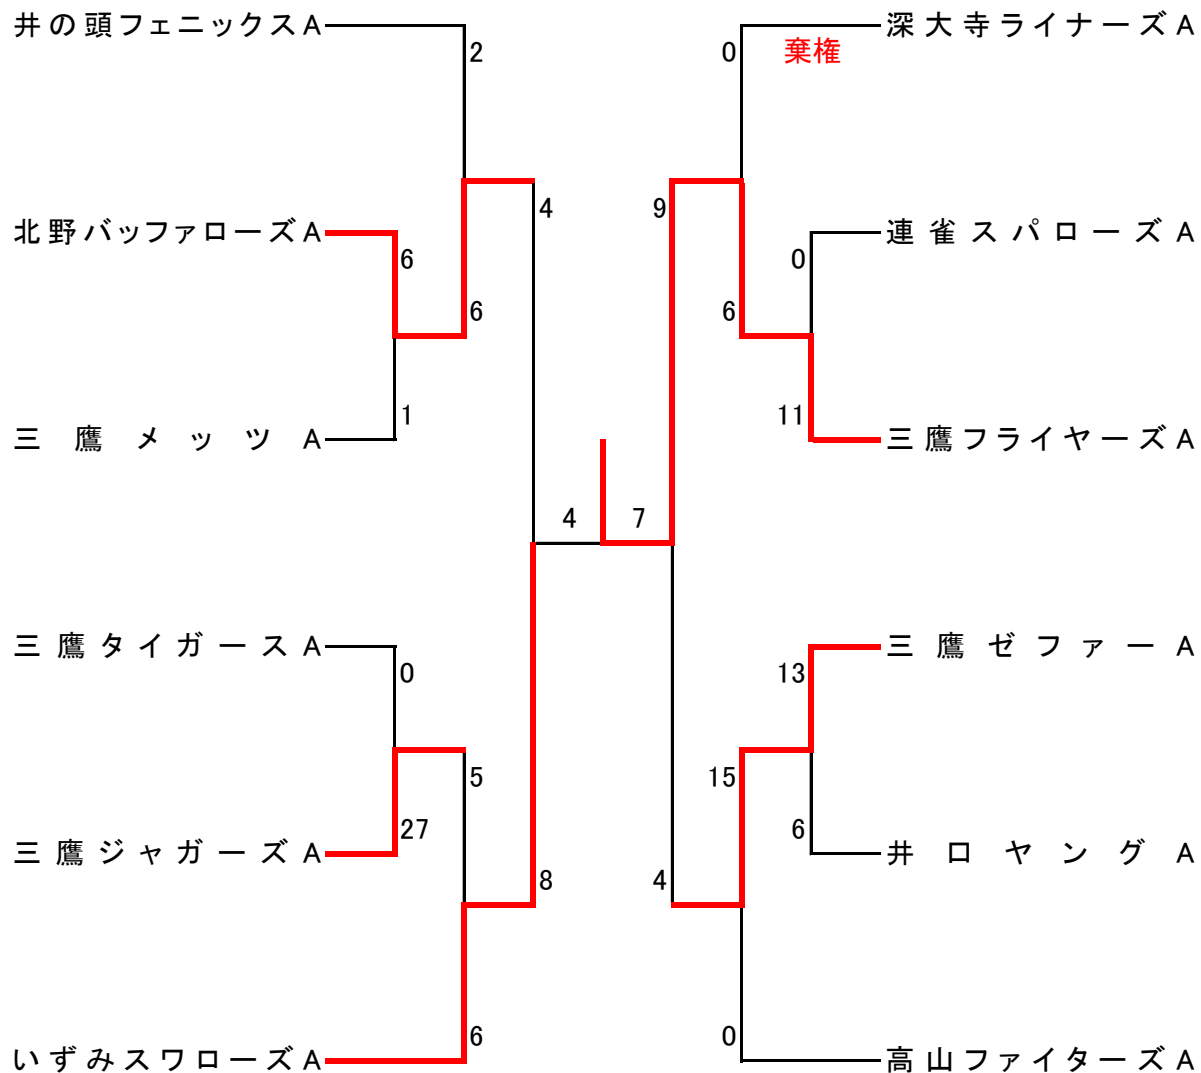 井の頭フェニックスA
2
0
棄権
深大寺ライナーズA
北野バッファローズA
6
6
4
9
6
0
連雀スパローズA
三鷹メッツA
1
11
三鷹フライヤーズA
4
7
三鷹タイガースA
0
13
三鷹ゼファーA
5
15
三鷹ジャガーズA
27
6
井口ヤングA
8
4
いずみスワローズA
6
0
高山ファイターズA